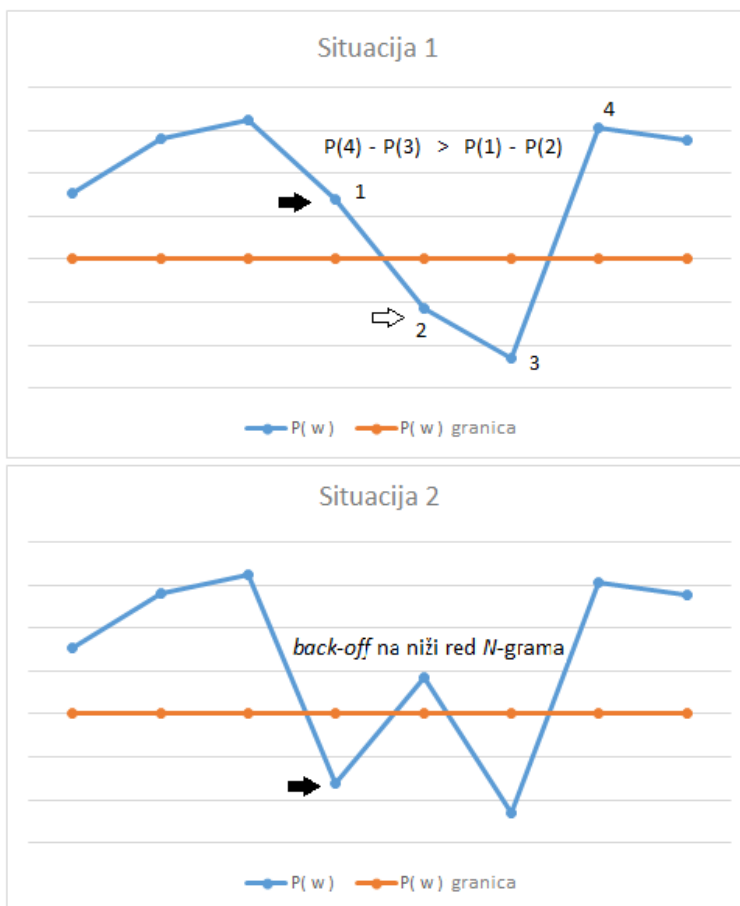 Situacija 1
4
P(4) - P(3) > P(1) - P(2)
1
2
3
P( w ) P( w ) granica
Situacija 2
back-off na niži red N-grama
P( w ) P( w ) granica